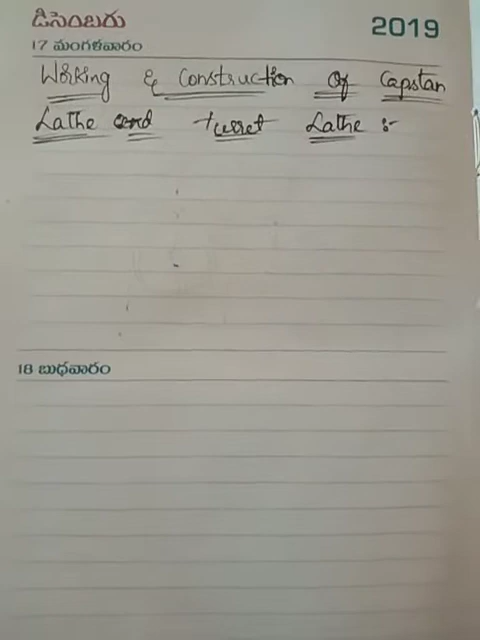 డిసెంబరు 2019
17 మంగళవారం
Working & Construction Of Capstan
Lathe and turret Lathe :-
18 బుధవారం